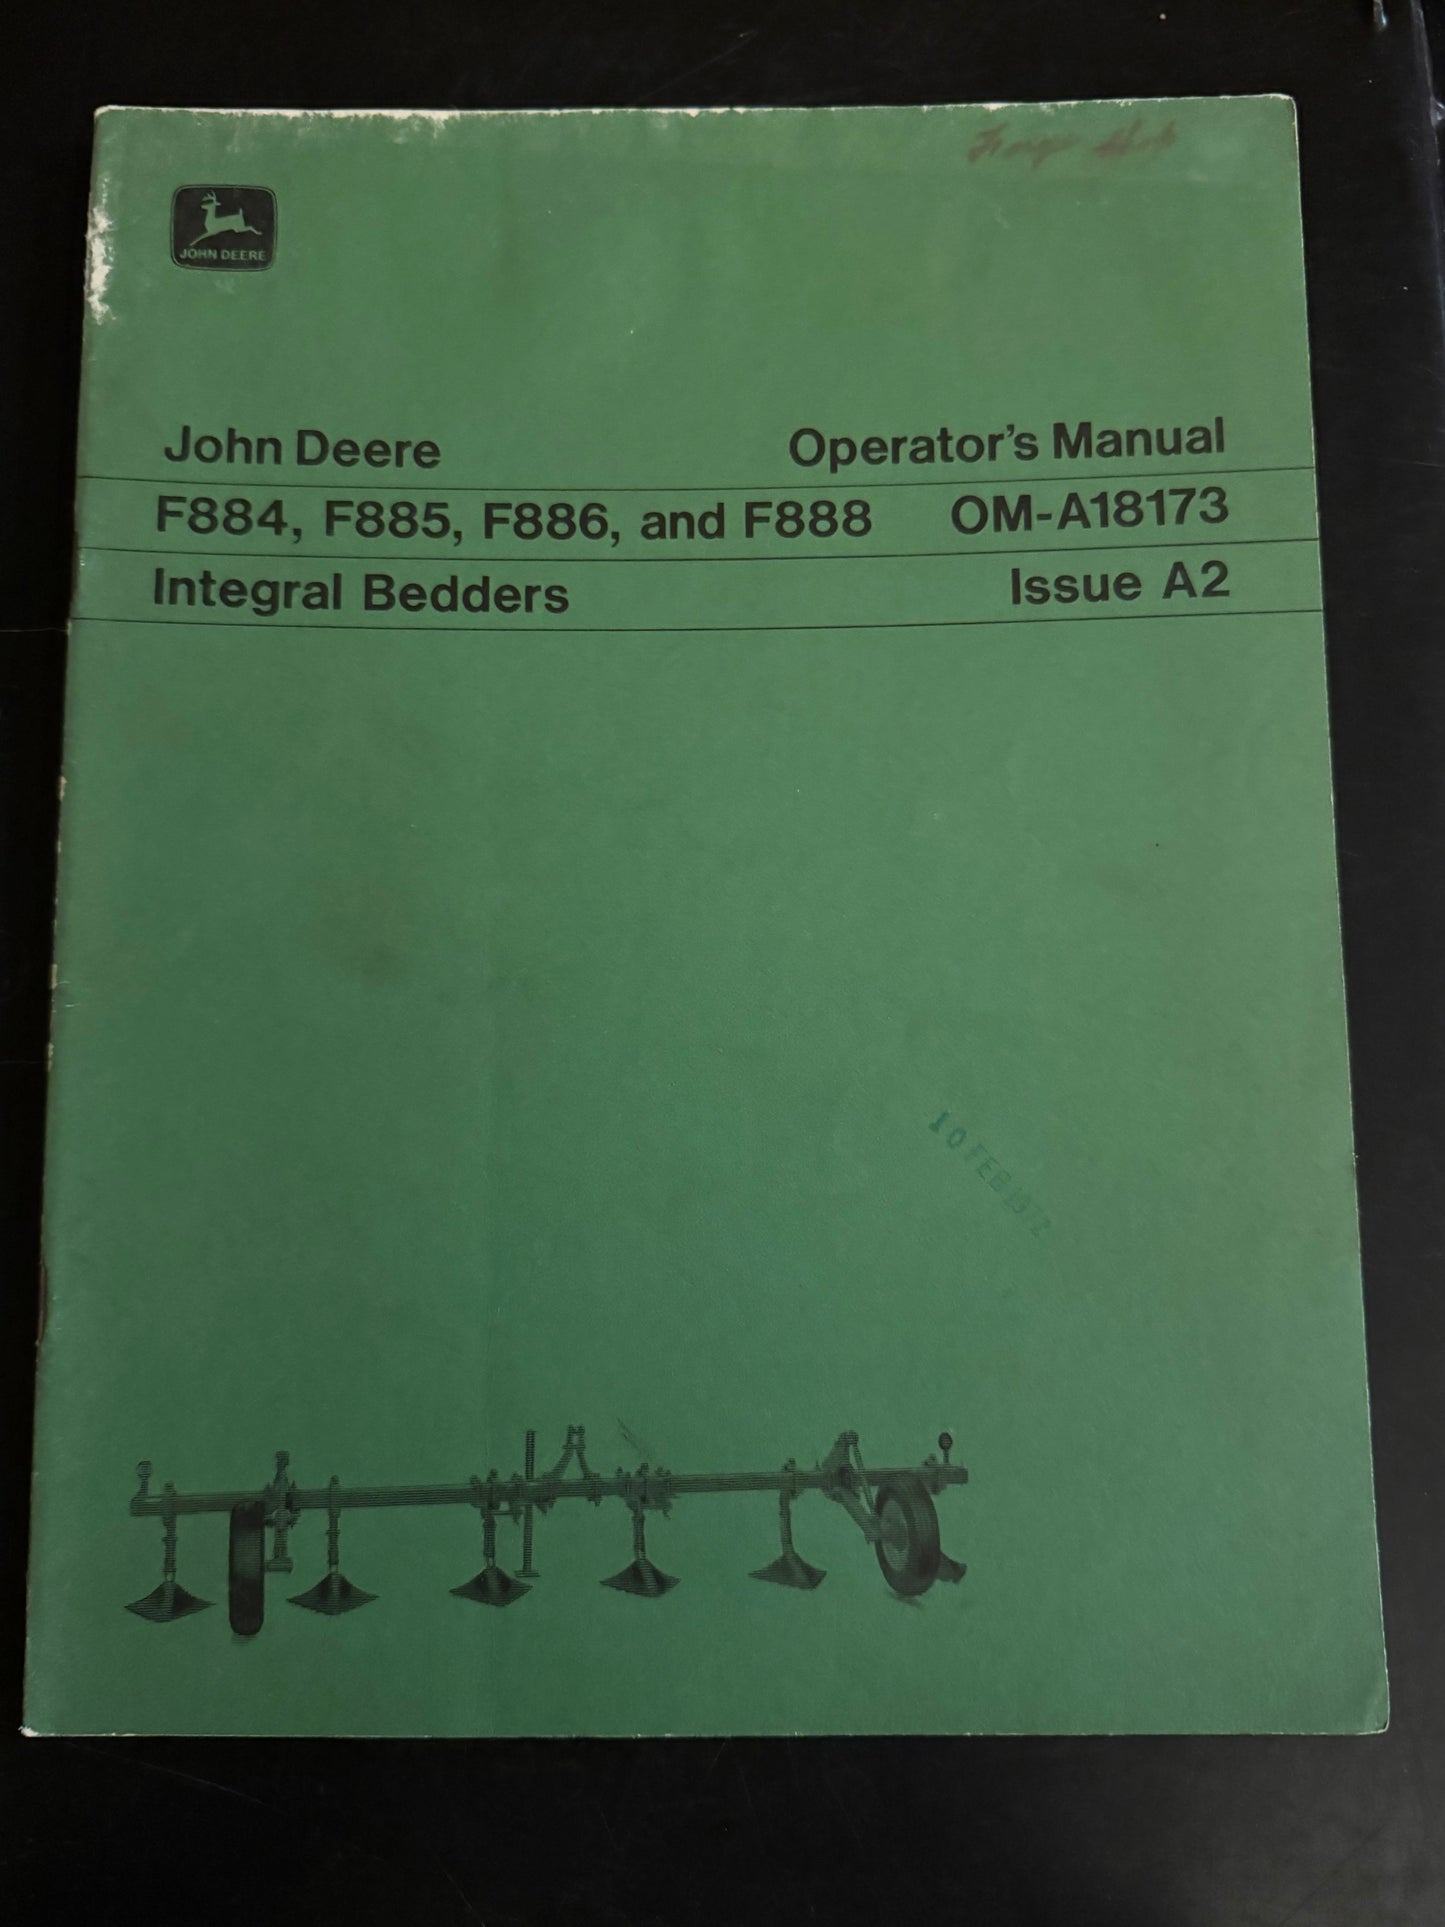 JOHN DEERE
John Deere Operator's Manual
F884, F885, F886, and F888 OM-A18173
Integral Bedders Issue A2
10 FEB 1972